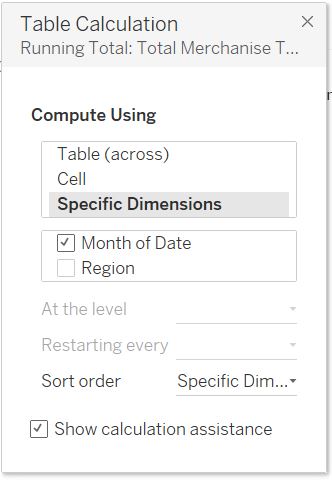 Table Calculation
Running Total: Total Merchanise T...
Compute Using
Table (across)
Cell
Specific Dimensions
Month of Date
Region
At the level
Restarting every
Sort order Specific Dim...
Show calculation assistance